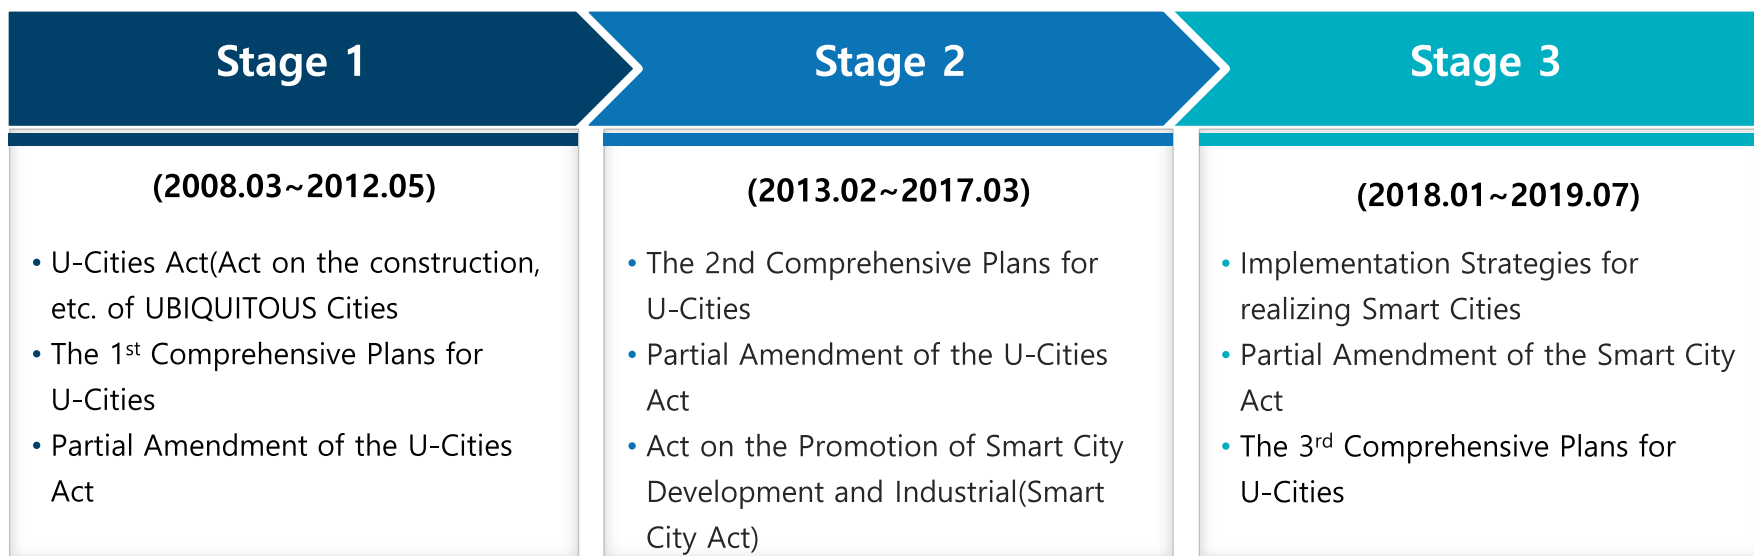 Stage 1
Stage 2
Stage 3
(2008.03~2012.05)
• U-Cities Act(Act on the construction,
etc. of UBIQUITOUS Cities
• The 1st Comprehensive Plans for
U-Cities
• Partial Amendment of the U-Cities
Act
(2013.02~2017.03)
• The 2nd Comprehensive Plans for
U-Cities
• Partial Amendment of the U-Cities
Act
• Act on the Promotion of Smart City
Development and Industrial(Smart
City Act)
(2018.01~2019.07)
• Implementation Strategies for
realizing Smart Cities
• Partial Amendment of the Smart City
Act
• The 3rd Comprehensive Plans for
U-Cities